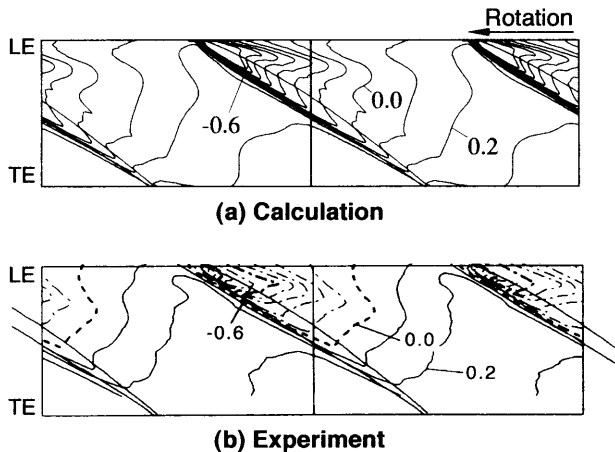 Rotation
LE
0.0
-0.6
0.2
TE
(a) Calculation
LE
-0.6
0.0
0.2
TE
(b) Experiment